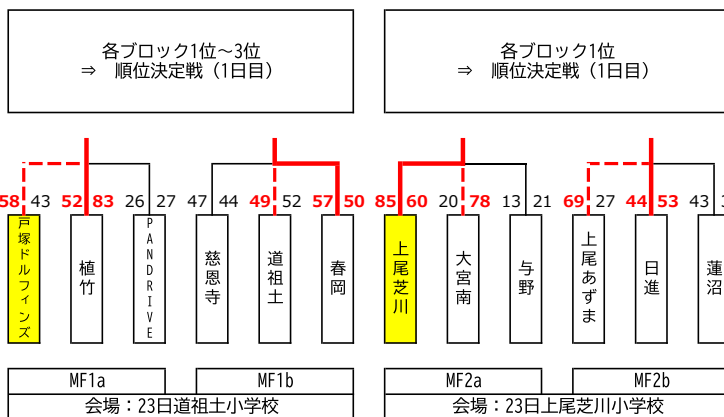 各ブロック1位～3位
⇒ 順位決定戦（1日目）
各ブロック1位
⇒ 順位決定戦（1日目）
58 43 52 83 26 27 47 44 49 52 57 50 85 60 20 78 13 21 69 27 44 53 43
戸塚ドルフィンズ
植竹
PANDRIVE
慈恩寺
道祖土
春岡
上尾芝川
大宮南
与野
上尾あずま
日進
蓮沼
MF1a
MF1b
MF2a
MF2b
会場：23日道祖土小学校
会場：23日上尾芝川小学校